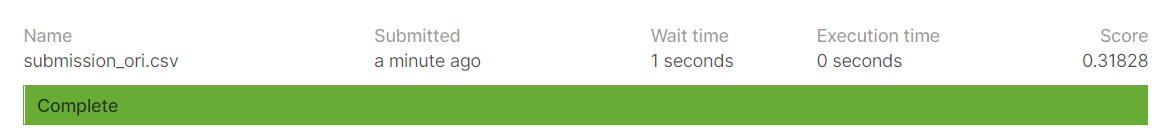 Name Submitted Wait time Execution time Score
submission_ori.csv a minute ago 1 seconds 0 seconds 0.31828
Complete